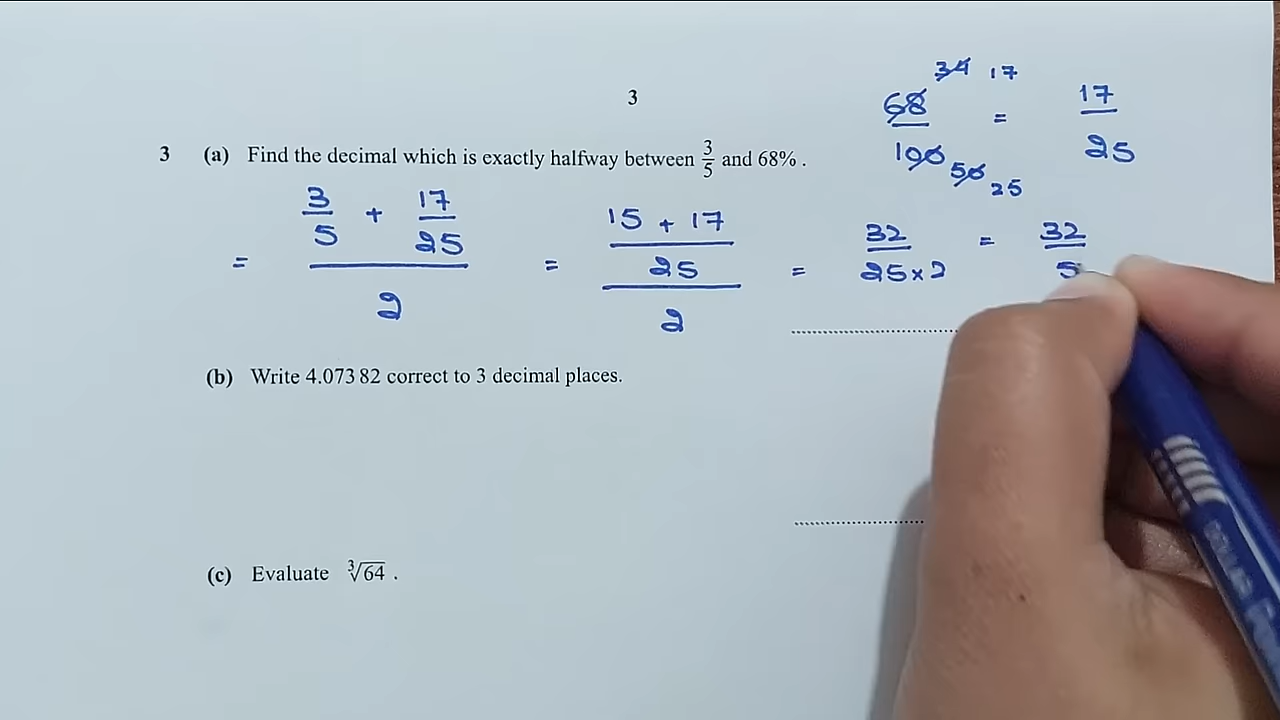 3
34 17
68/100 = 17/25
50 25
3 (a) Find the decimal which is exactly halfway between 3/5 and 68% .
= (3/5 + 17/25)/2 = ((15 + 17)/25)/2 = 32/(25×2) = 32/5
(b) Write 4.073 82 correct to 3 decimal places.
(c) Evaluate ³√64 .